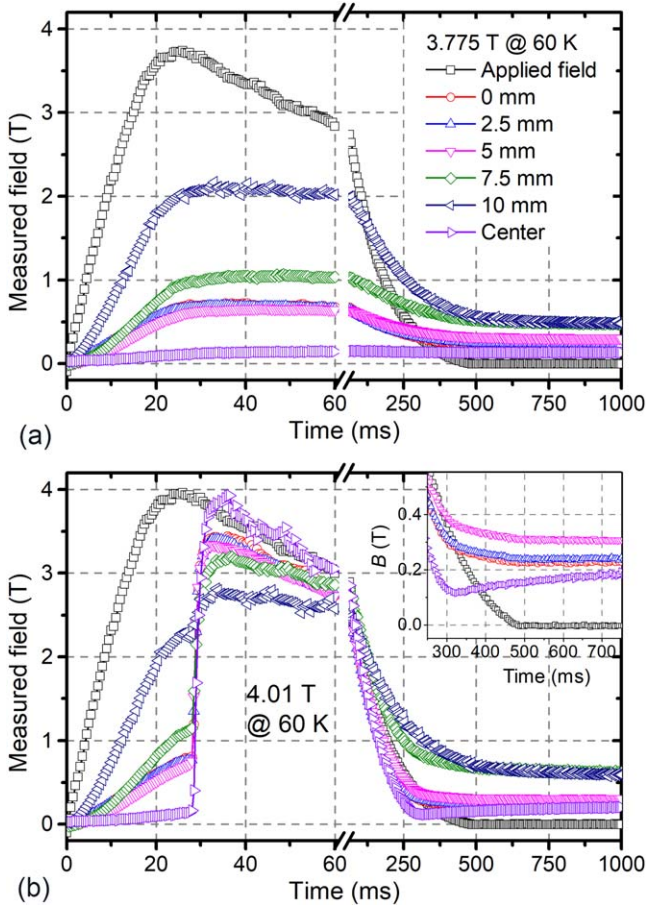 (a)
4
3
2
1
0
Measured field (T)
3.775 T @ 60 K
Applied field
0 mm
2.5 mm
5 mm
7.5 mm
10 mm
Center
0 20 40 60 250 500 750 1000
Time (ms)
(b)
4
3
2
1
0
Measured field (T)
4.01 T
@ 60 K
0.4
0.2
0.0
B (T)
300 400 500 600 700
Time (ms)
0 20 40 60 250 500 750 1000
Time (ms)